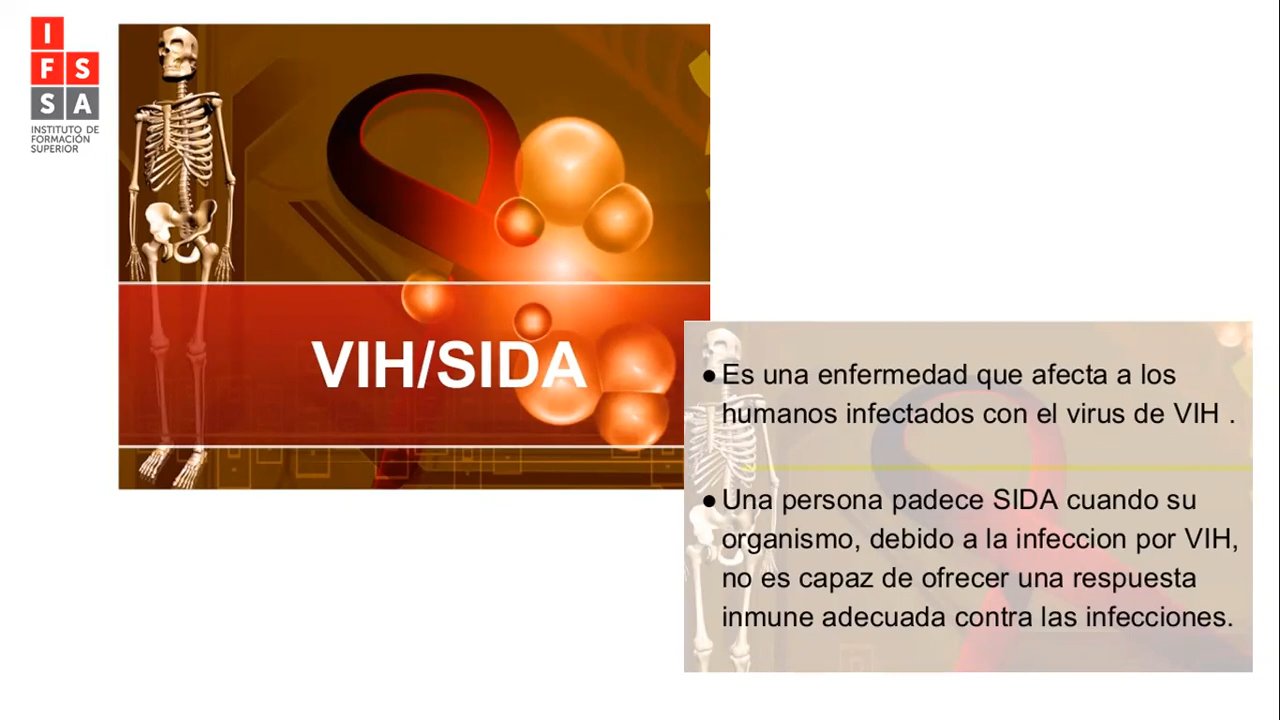 I
F S
S A
INSTITUTO DE
FORMACIÓN
SUPERIOR
VIH/SIDA
● Es una enfermedad que afecta a los
humanos infectados con el virus de VIH .
● Una persona padece SIDA cuando su
organismo, debido a la infeccion por VIH,
no es capaz de ofrecer una respuesta
inmune adecuada contra las infecciones.